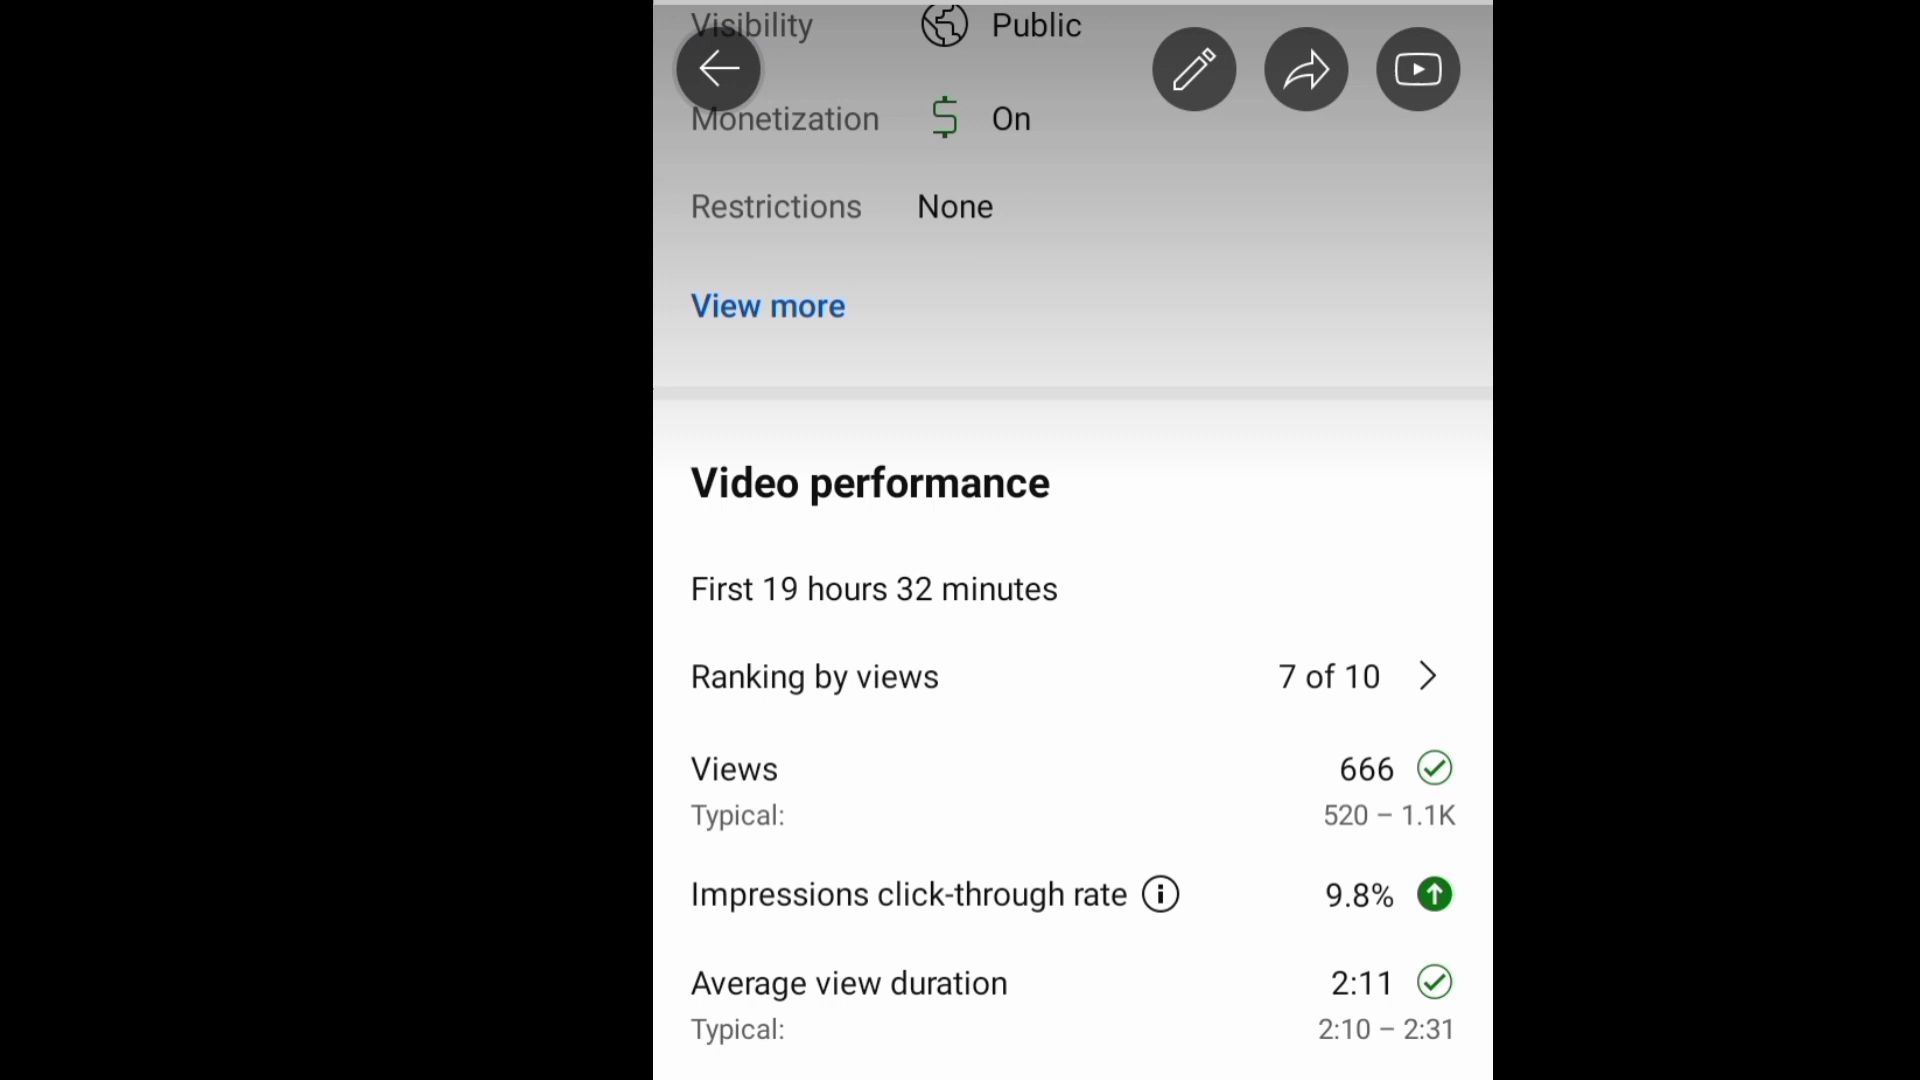 Visibility Public
Monetization On
Restrictions None
View more
Video performance
First 19 hours 32 minutes
Ranking by views 7 of 10
Views 666
Typical: 520 – 1.1K
Impressions click-through rate 9.8%
Average view duration 2:11
Typical: 2:10 – 2:31